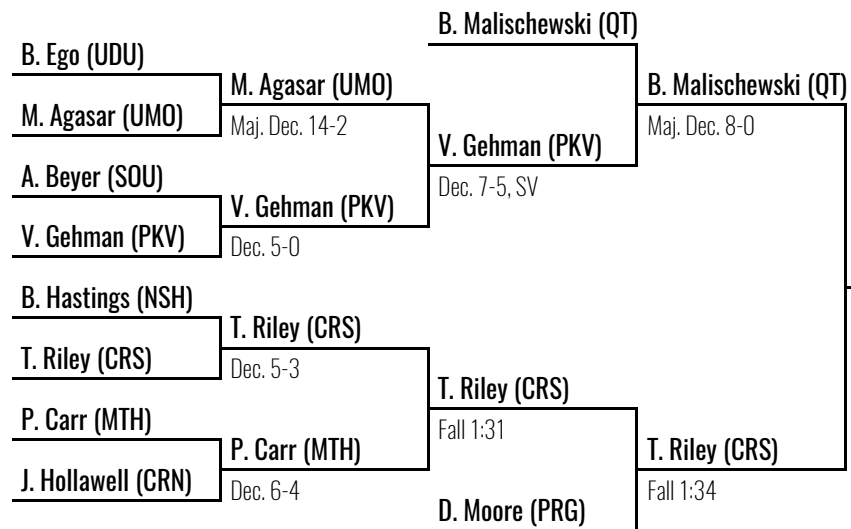 B. Ego (UDU)
M. Agasar (UMO)
A. Beyer (SOU)
V. Gehman (PKV)
B. Hastings (NSH)
T. Riley (CRS)
P. Carr (MTH)
J. Hollawell (CRN)
M. Agasar (UMO)
Maj. Dec. 14-2
V. Gehman (PKV)
Dec. 5-0
T. Riley (CRS)
Dec. 5-3
P. Carr (MTH)
Dec. 6-4
B. Malischewski (QT)
V. Gehman (PKV)
Dec. 7-5, SV
T. Riley (CRS)
Fall 1:31
D. Moore (PRG)
B. Malischewski (QT)
Maj. Dec. 8-0
T. Riley (CRS)
Fall 1:34